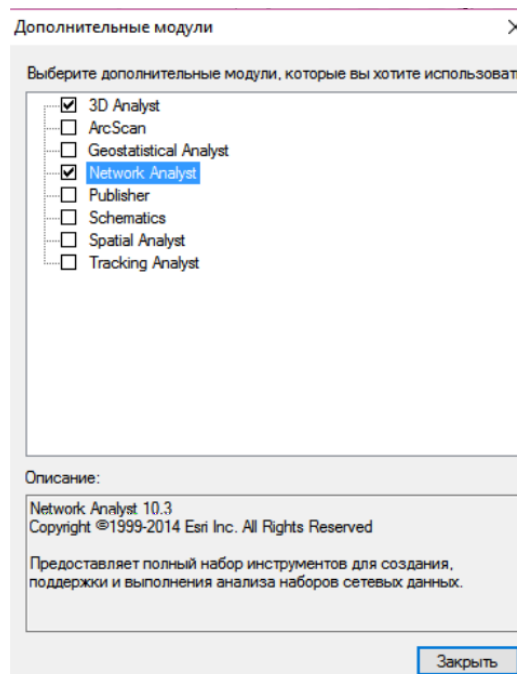 Дополнительные модули
Выберите дополнительные модули, которые вы хотите использоват
3D Analyst
ArcScan
Geostatistical Analyst
Network Analyst
Publisher
Schematics
Spatial Analyst
Tracking Analyst
Описание:
Network Analyst 10.3
Copyright ©1999-2014 Esri Inc. All Rights Reserved
Предоставляет полный набор инструментов для создания,
поддержки и выполнения анализа наборов сетевых данных.
Закрыть